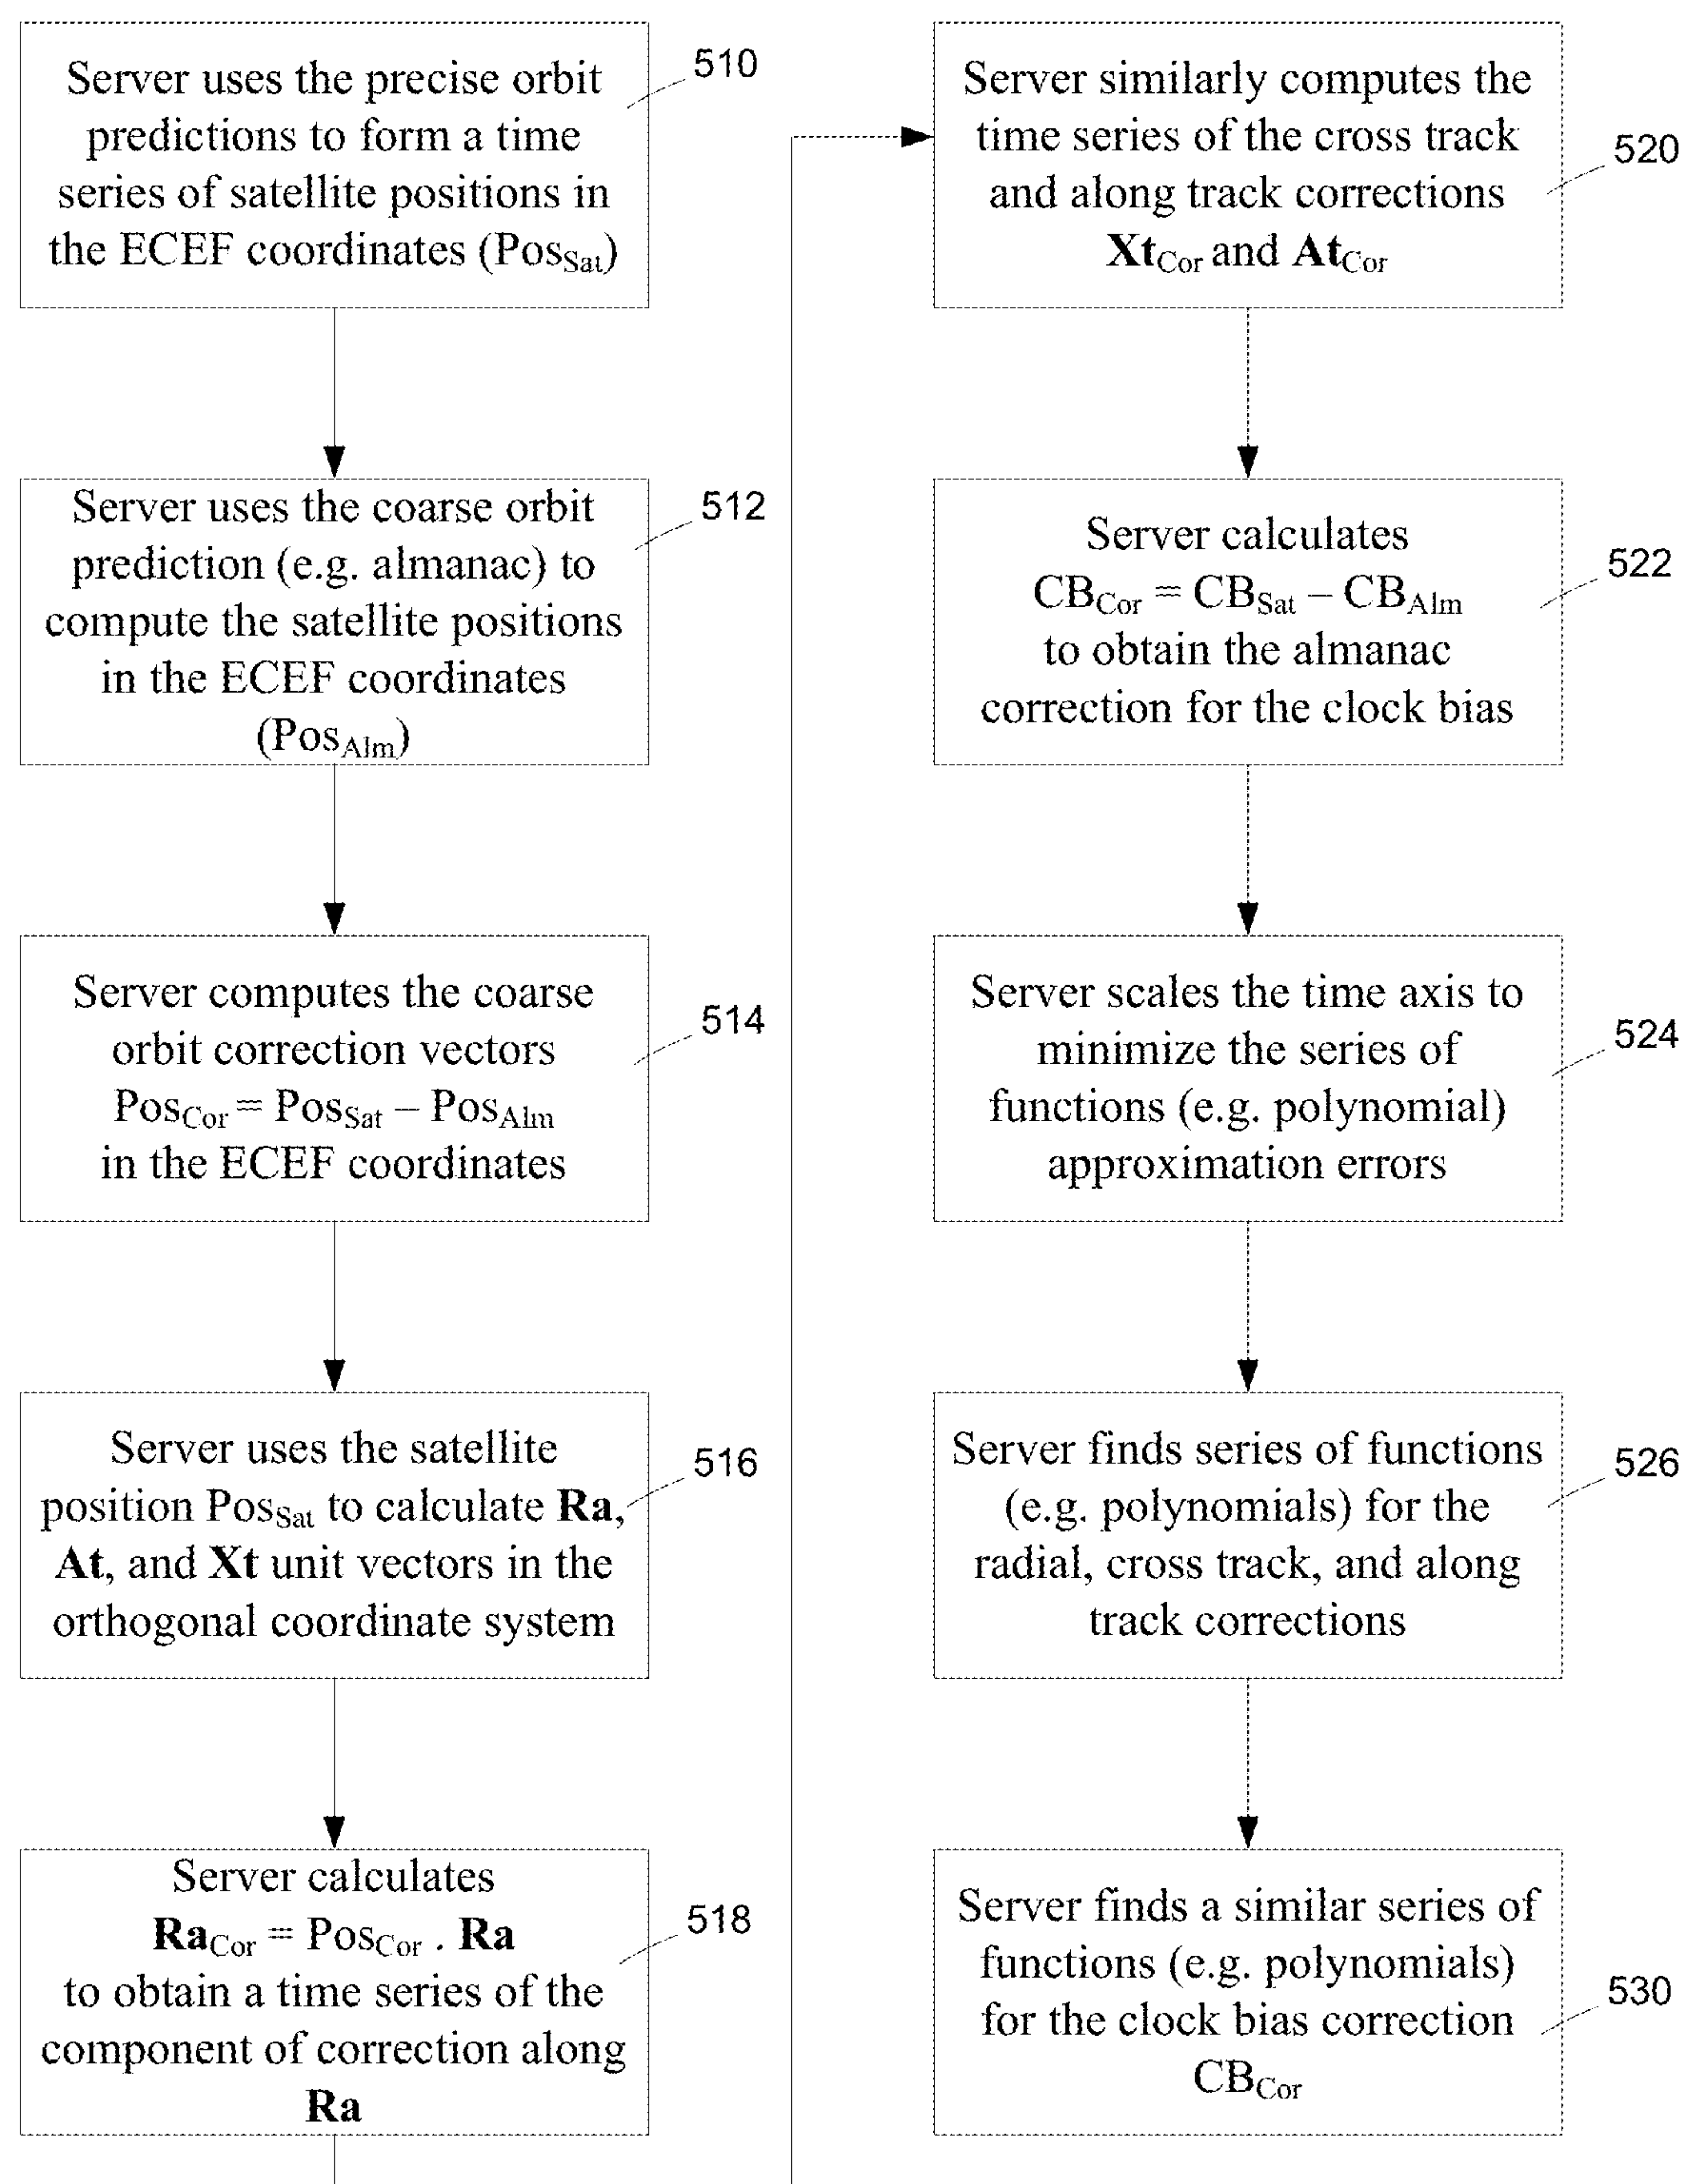 Server uses the precise orbit
predictions to form a time
series of satellite positions in
the ECEF coordinates (PosSat)
510
Server uses the coarse orbit
prediction (e.g. almanac) to
compute the satellite positions
in the ECEF coordinates
(PosAlm)
512
Server computes the coarse
orbit correction vectors
PosCor = PosSat – PosAlm
in the ECEF coordinates
514
Server uses the satellite
position PosSat to calculate Ra,
At, and Xt unit vectors in the
orthogonal coordinate system
516
Server calculates
RaCor = PosCor . Ra
to obtain a time series of the
component of correction along
Ra
518
Server similarly computes the
time series of the cross track
and along track corrections
XtCor and AtCor
520
Server calculates
CBCor = CBSat – CBAlm
to obtain the almanac
correction for the clock bias
522
Server scales the time axis to
minimize the series of
functions (e.g. polynomial)
approximation errors
524
Server finds series of functions
(e.g. polynomials) for the
radial, cross track, and along
track corrections
526
Server finds a similar series of
functions (e.g. polynomials)
for the clock bias correction
CBCor
530